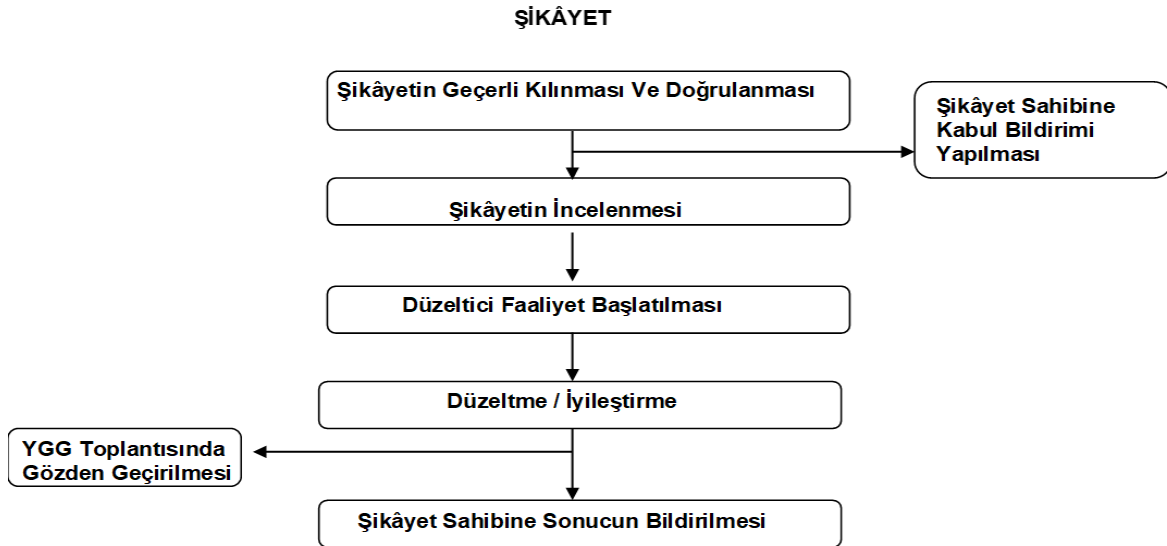 ŞİKÂYET
Şikâyetin Geçerli Kılınması Ve Doğrulanması
Şikâyet Sahibine
Kabul Bildirimi
Yapılması
Şikâyetin İncelenmesi
Düzeltici Faaliyet Başlatılması
Düzeltme / İyileştirme
YGG Toplantısında
Gözden Geçirilmesi
Şikâyet Sahibine Sonucun Bildirilmesi